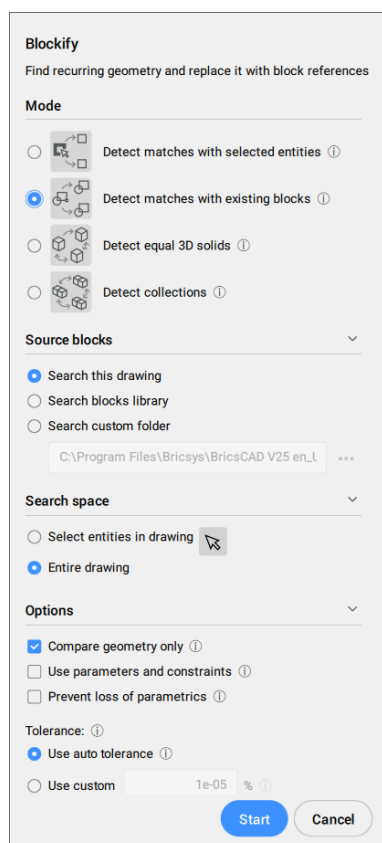 Blockify
Find recurring geometry and replace it with block references
Mode
Detect matches with selected entities
Detect matches with existing blocks
Detect equal 3D solids
Detect collections
Source blocks
Search this drawing
Search blocks library
Search custom folder
C:\Program Files\Bricsys\BricsCAD V25 en_U
Search space
Select entities in drawing
Entire drawing
Options
Compare geometry only
Use parameters and constraints
Prevent loss of parametrics
Tolerance:
Use auto tolerance
Use custom 1e-05 %
Start Cancel